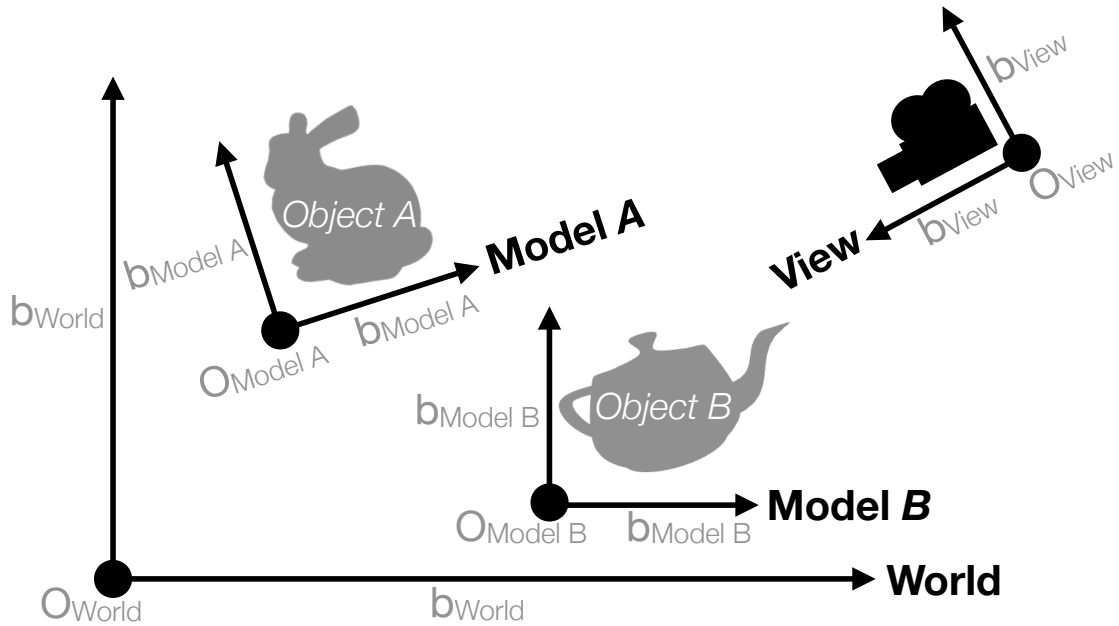 bView
OView
bView
View
Object A
Model A
bModel A
bModel A
OModel A
bWorld
Object B
bModel B
Model B
OModel B
bModel B
World
OWorld
bWorld